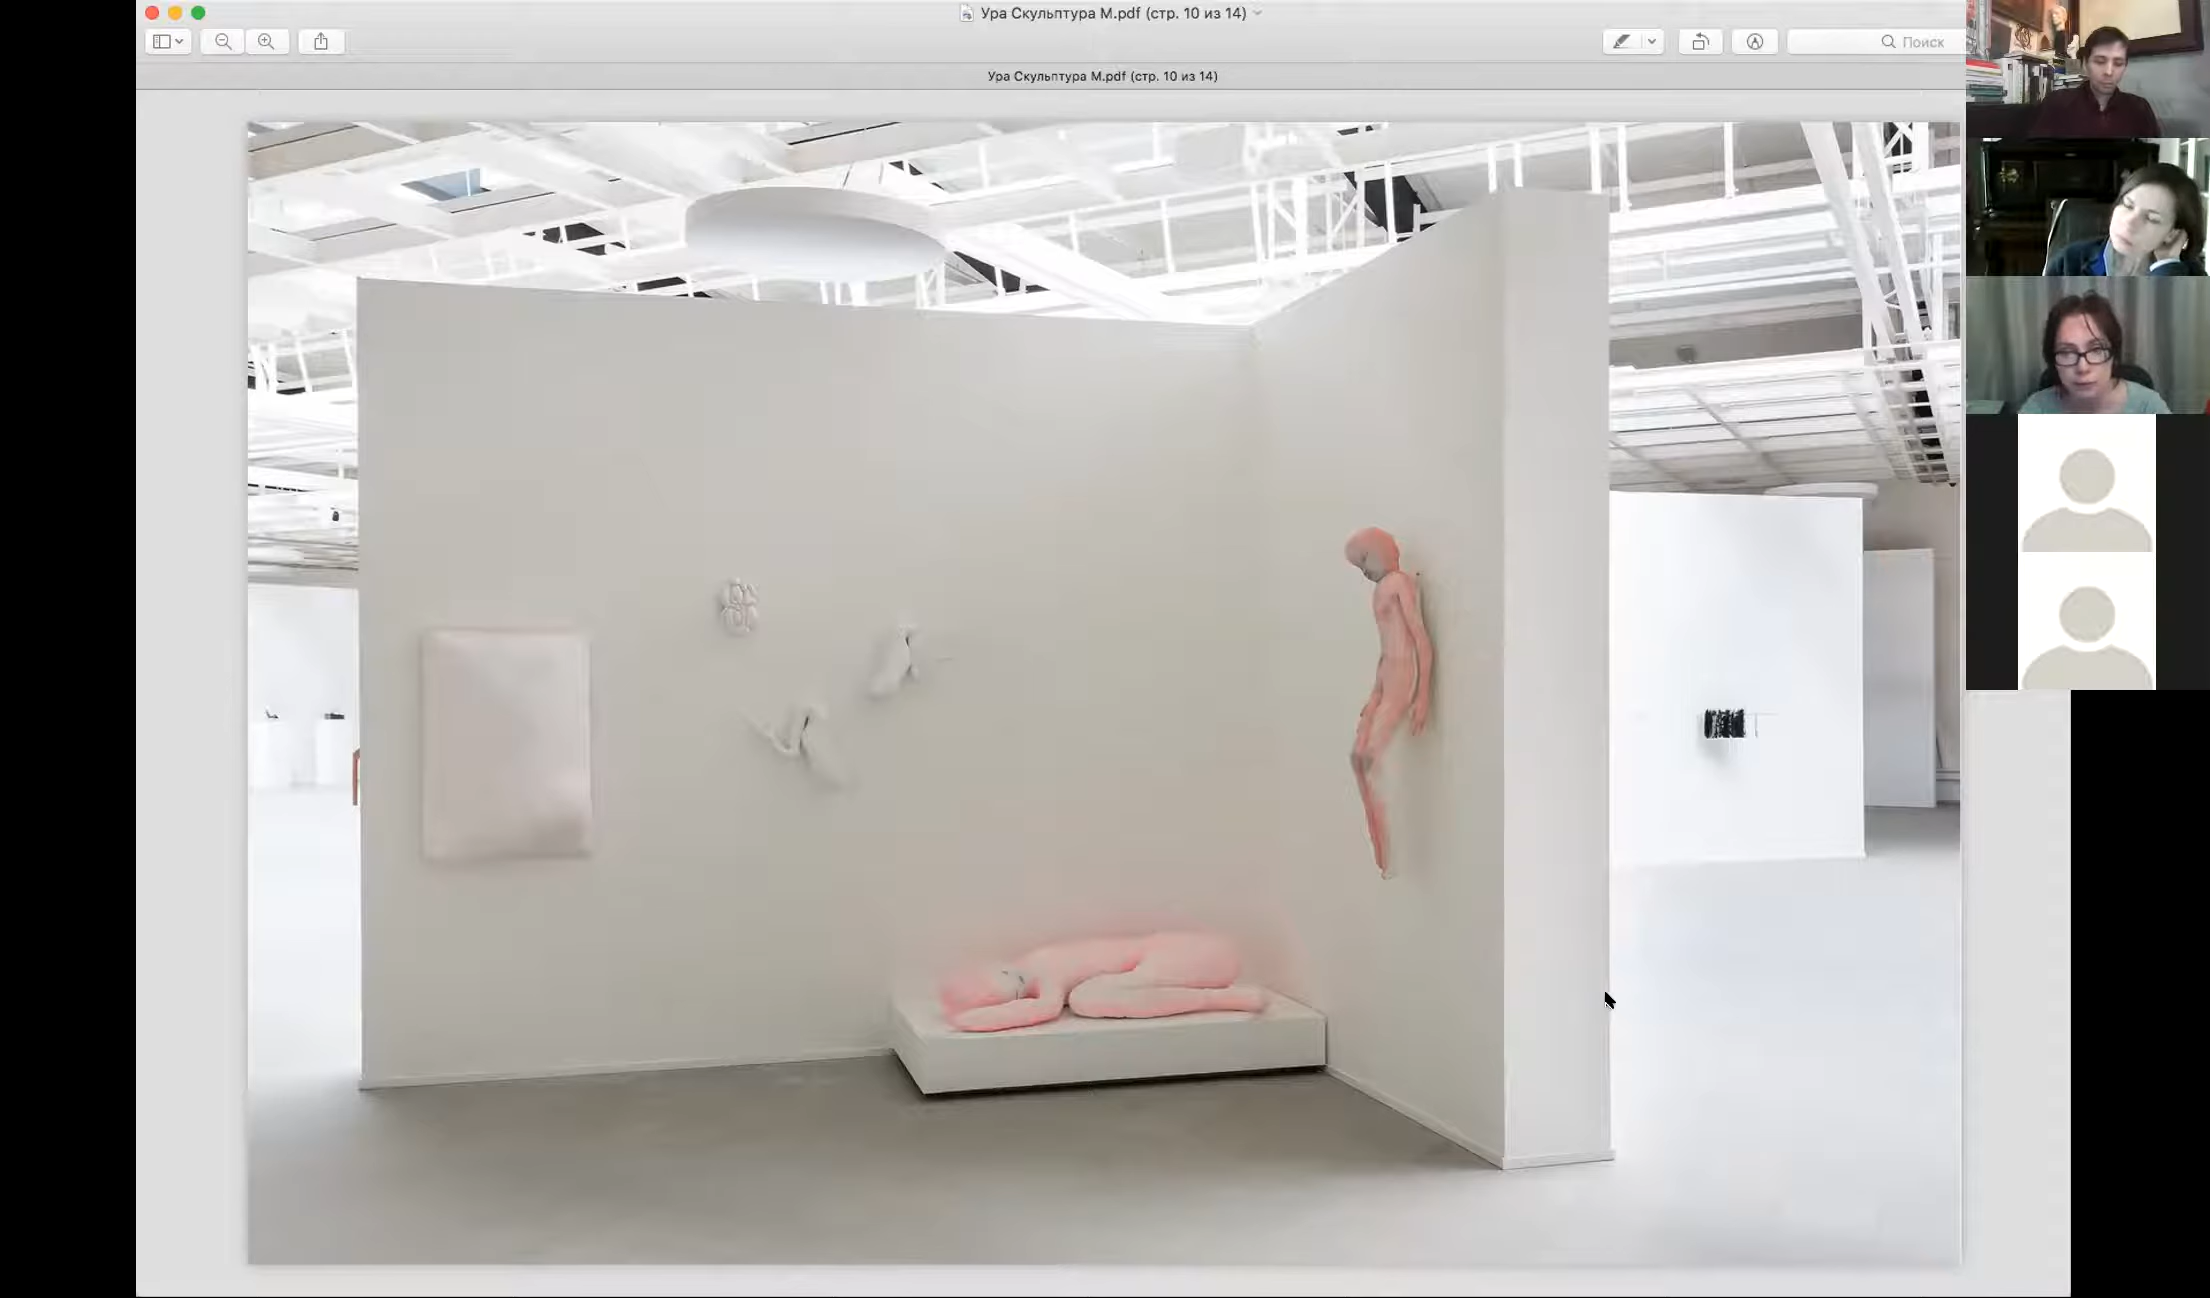 Ура Скульптура М.pdf (стр. 10 из 14)
Поиск
Ура Скульптура М.pdf (стр. 10 из 14)